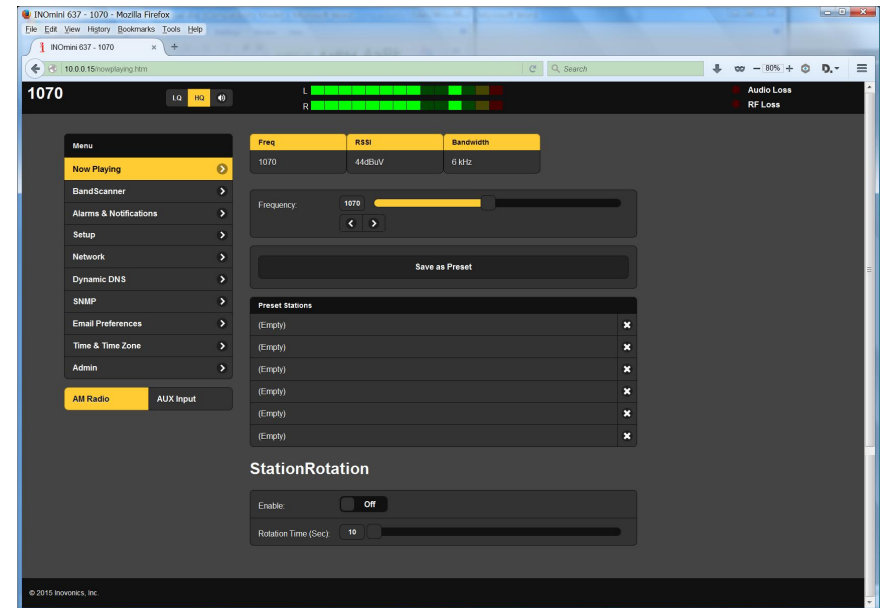 INOmini 637 - 1070 - Mozilla Firefox
File Edit View History Bookmarks Tools Help
INOmini 637 - 1070 × +
10.0.0.15/nowplaying.htm
Search
80%
1070
LQ HQ
L
R
Audio Loss
RF Loss
Menu
Now Playing
BandScanner
Alarms & Notifications
Setup
Network
Dynamic DNS
SNMP
Email Preferences
Time & Time Zone
Admin
AM Radio AUX Input
Freq RSSI Bandwidth
1070 44dBuV 6 kHz
Frequency: 1070
Save as Preset
Preset Stations
(Empty)
(Empty)
(Empty)
(Empty)
(Empty)
(Empty)
StationRotation
Enable: Off
Rotation Time (Sec): 10
© 2015 Inovonics, Inc.